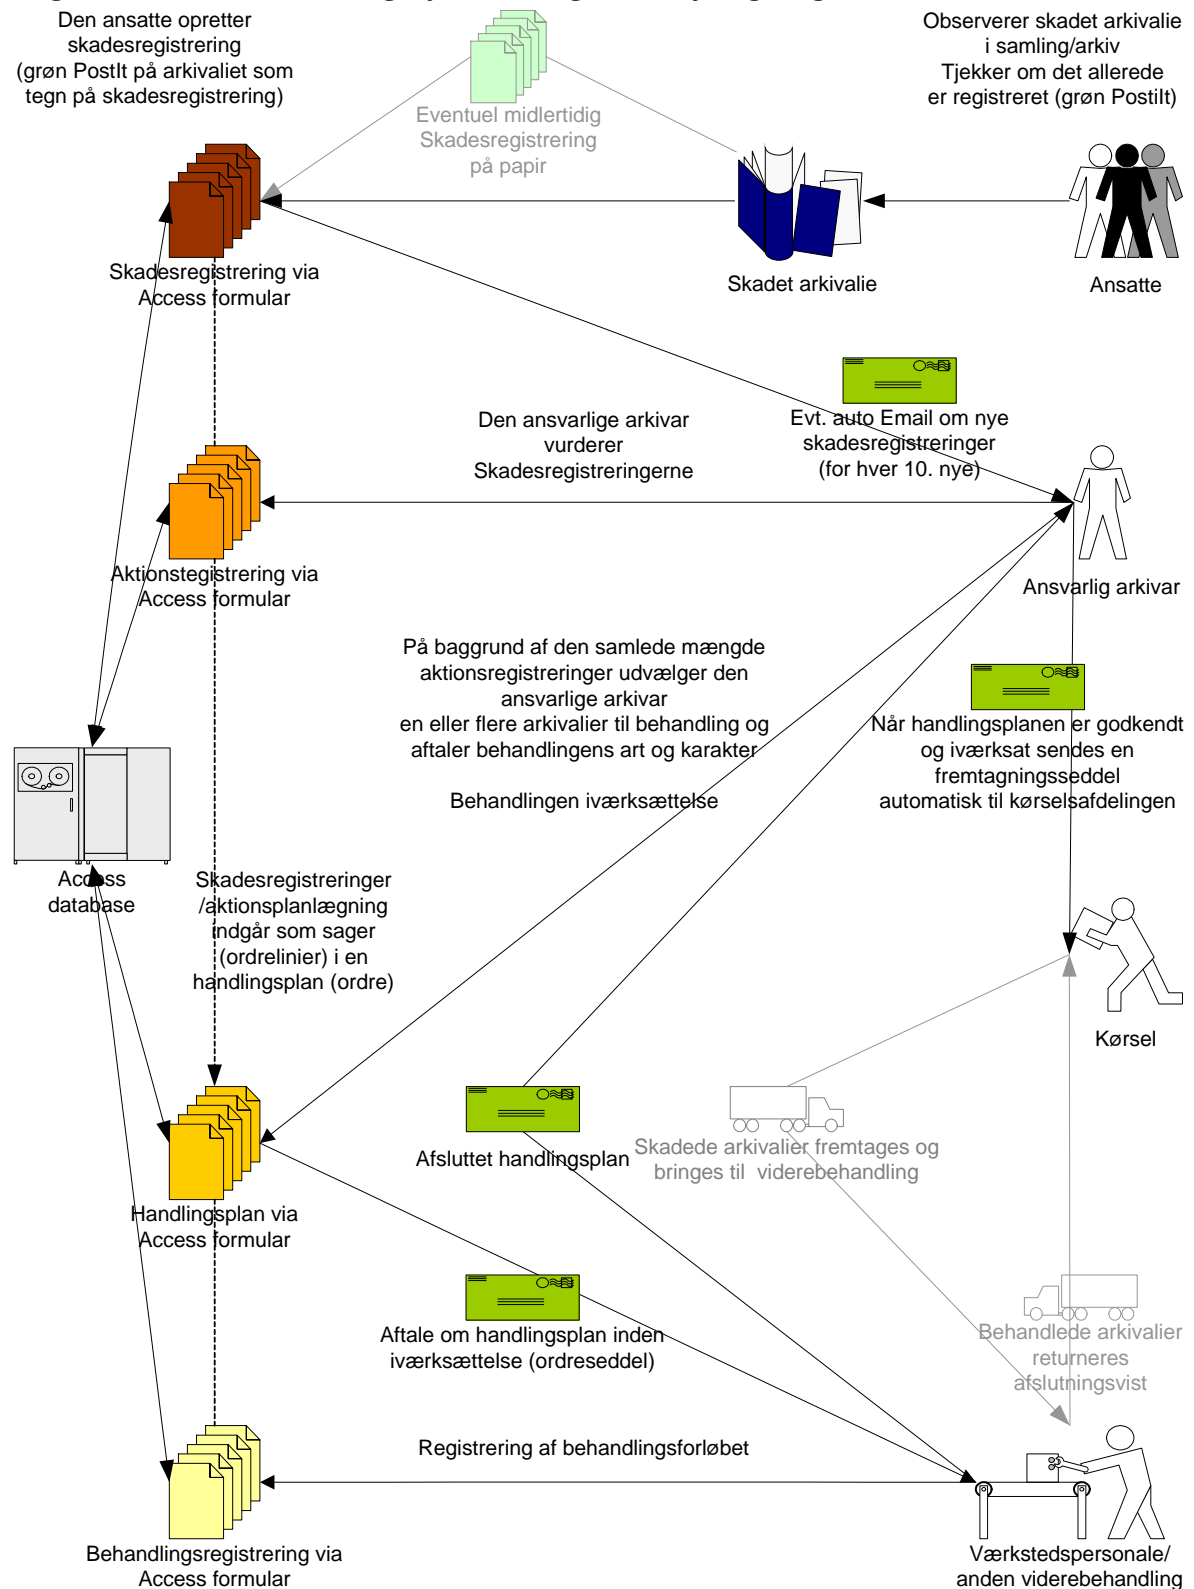 Den ansatte opretter
skadesregistrering
(grøn PostIt på arkivaliet som
tegn på skadesregistrering)
Observerer skadet arkivalie
i samling/arkiv
Tjekker om det allerede
er registreret (grøn PostiIt)
Eventuel midlertidig
Skadesregistrering
på papir
Skadesregistrering via
Access formular
Skadet arkivalie
Ansatte
Evt. auto Email om nye
skadesregistreringer
(for hver 10. nye)
Den ansvarlige arkivar
vurderer
Skadesregistreringerne
Aktionstegistrering via
Access formular
Ansvarlig arkivar
På baggrund af den samlede mængde
aktionsregistreringer udvælger den
ansvarlige arkivar
en eller flere arkivalier til behandling og
aftaler behandlingens art og karakter
Behandlingen iværksættelse
Når handlingsplanen er godkendt
og iværksat sendes en
fremtagningsseddel
automatisk til kørselsafdelingen
Access
database
Skadesregistreringer
/aktionsplanlægning
indgår som sager
(ordrelinier) i en
handlingsplan (ordre)
Kørsel
Afsluttet handlingsplan
Skadede arkivalier fremtages og
bringes til  viderebehandling
Handlingsplan via
Access formular
Aftale om handlingsplan inden
iværksættelse (ordreseddel)
Behandlede arkivalier
returneres
afslutningsvist
Registrering af behandlingsforløbet
Behandlingsregistrering via
Access formular
Værkstedspersonale/
anden viderebehandling